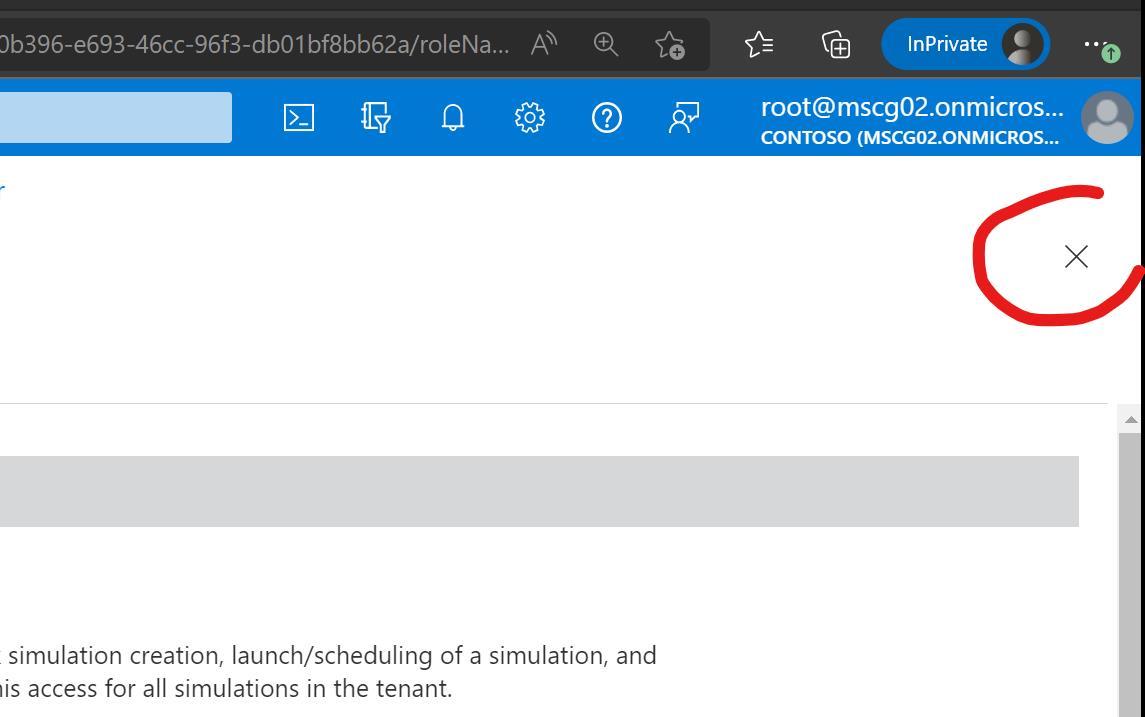 0b396-e693-46cc-96f3-db01bf8bb62a/roleNa...
InPrivate
root@mscg02.onmicros...
CONTOSO (MSCG02.ONMICROS...
r
simulation creation, launch/scheduling of a simulation, and
access for all simulations in the tenant.